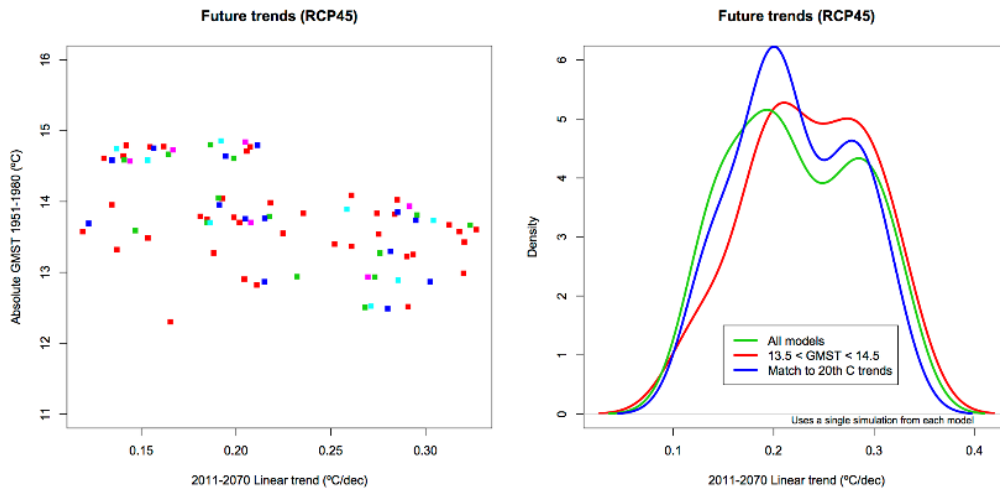 Future trends (RCP45)
Absolute GMST 1951-1980 (ºC)
16
15
14
13
12
11
0.15 0.20 0.25 0.30
2011-2070 Linear trend (ºC/dec)
Future trends (RCP45)
Density
6
5
4
3
2
1
0
All models
13.5 < GMST < 14.5
Match to 20th C trends
Uses a single simulation from each model
0.1 0.2 0.3 0.4
2011-2070 Linear trend (ºC/dec)